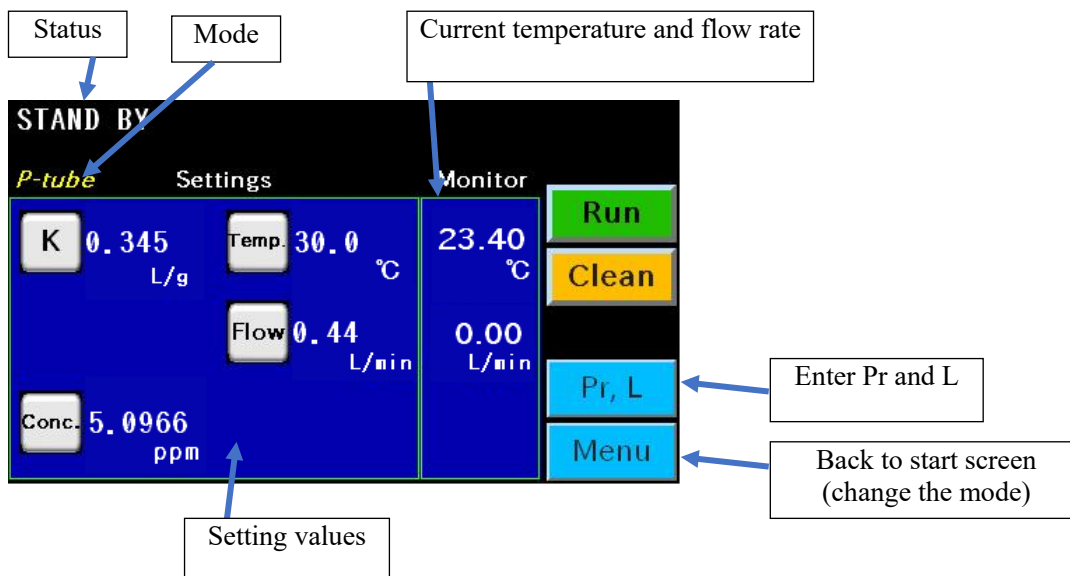 Status
Mode
Current temperature and flow rate
STAND BY
P-tube
Settings
Monitor
K 0.345
L/g
Temp. 30.0
℃
23.40
℃
Run
Clean
Flow 0.44
L/min
0.00
L/min
Pr, L
Enter Pr and L
Conc. 5.0966
ppm
Menu
Back to start screen
(change the mode)
Setting values